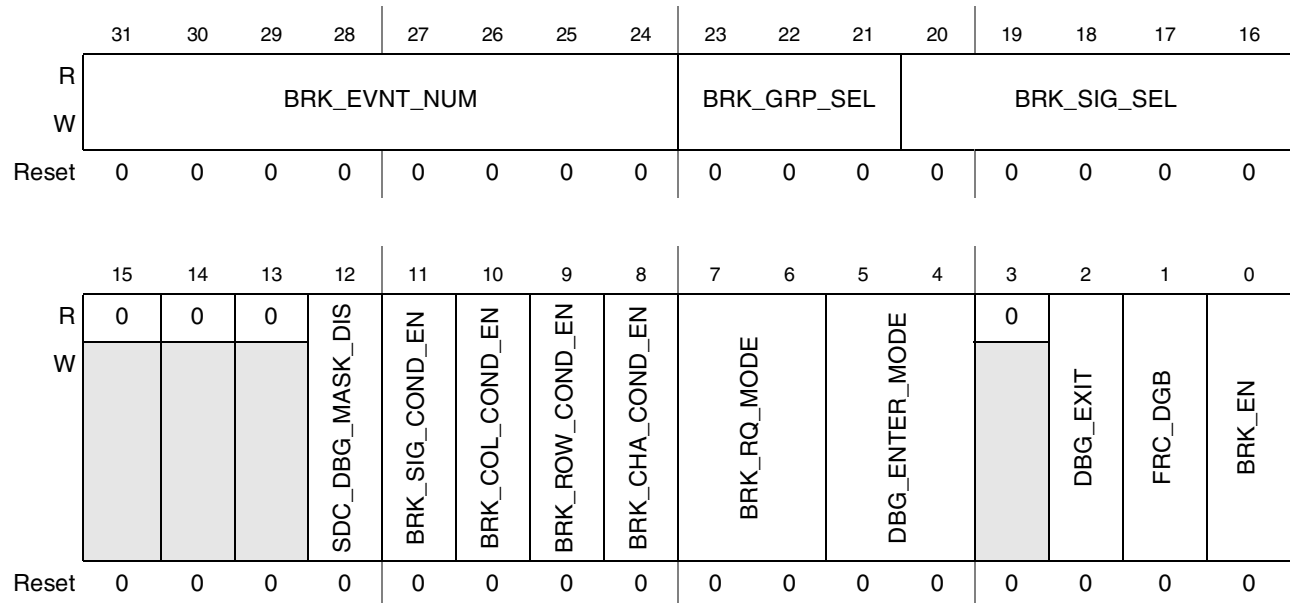 31 30 29 28 27 26 25 24 23 22 21 20 19 18 17 16
R
BRK_EVNT_NUM BRK_GRP_SEL BRK_SIG_SEL
W
Reset 0 0 0 0 0 0 0 0 0 0 0 0 0 0 0 0
15 14 13 12 11 10 9 8 7 6 5 4 3 2 1 0
R 0 0 0 0
W
SDC_DBG_MASK_DIS
BRK_SIG_COND_EN
BRK_COL_COND_EN
BRK_ROW_COND_EN
BRK_CHA_COND_EN
BRK_RQ_MODE
DBG_ENTER_MODE
DBG_EXIT
FRC_DGB
BRK_EN
Reset 0 0 0 0 0 0 0 0 0 0 0 0 0 0 0 0